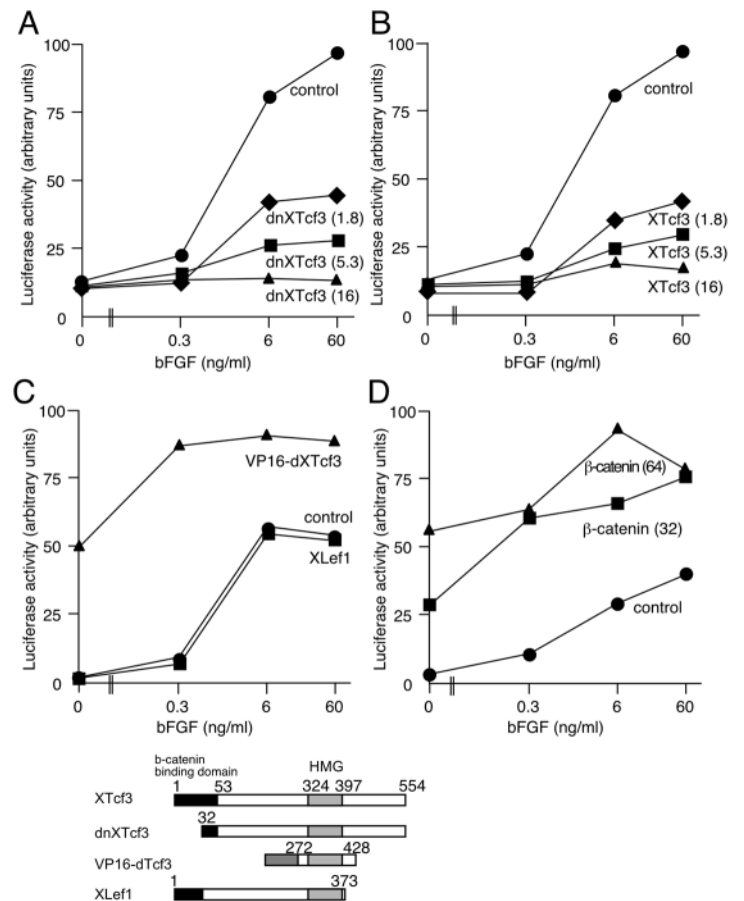 A
Luciferase activity (arbitrary units)
100
75
50
25
0
control
dnXTcf3 (1.8)
dnXTcf3 (5.3)
dnXTcf3 (16)
0 0.3 6 60
bFGF (ng/ml)
B
Luciferase activity (arbitrary units)
100
75
50
25
0
control
XTcf3 (1.8)
XTcf3 (5.3)
XTcf3 (16)
0 0.3 6 60
bFGF (ng/ml)
C
Luciferase activity (arbitrary units)
100
75
50
25
0
VP16-dXTcf3
control
XLef1
0 0.3 6 60
bFGF (ng/ml)
D
Luciferase activity (arbitrary units)
100
75
50
25
0
β-catenin (64)
β-catenin (32)
control
0 0.3 6 60
bFGF (ng/ml)
b-catenin
binding domain HMG
1 53 324 397 554
XTcf3
32
dnXTcf3
272 428
VP16-dTcf3
1 373
XLef1